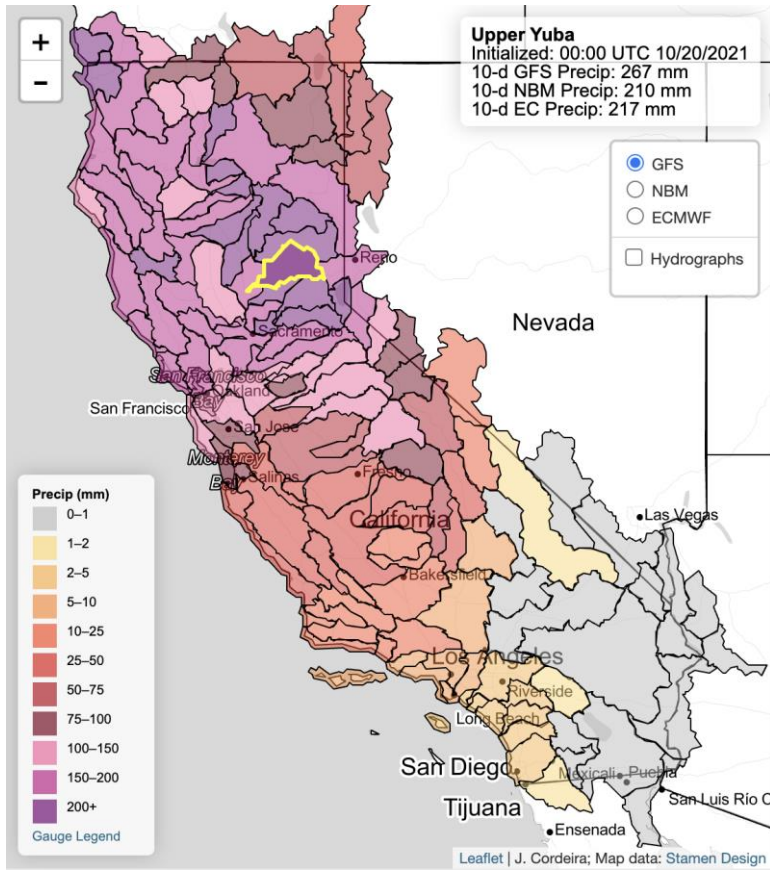 +
−
Upper Yuba
Initialized: 00:00 UTC 10/20/2021
10-d GFS Precip: 267 mm
10-d NBM Precip: 210 mm
10-d EC Precip: 217 mm
GFS
NBM
ECMWF
Hydrographs
Reno
Nevada
Sacramento
San Francisco
Bay
Oakland
San Francisco
San Jose
Monterey
Bay
Salinas
Fresno
California
Las Vegas
Bakersfield
Los Angeles
Riverside
Long Beach
San Diego
Mexicali
Puebla
Tijuana
San Luis Río C
Ensenada
Precip (mm)
0–1
1–2
2–5
5–10
10–25
25–50
50–75
75–100
100–150
150–200
200+
Gauge Legend
Leaflet | J. Cordeira; Map data: Stamen Design